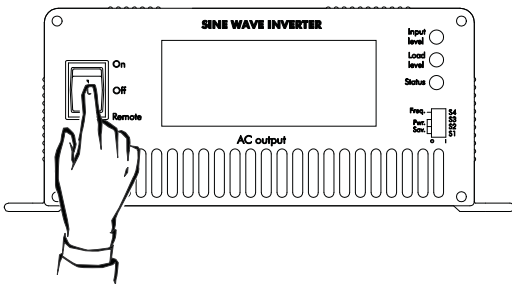 SINE WAVE INVERTER
On
Off
Remote
AC output
Input
level
Load
level
Status
Freq.
Pwr.
Sav.
S4
S3
S2
S1
0 I